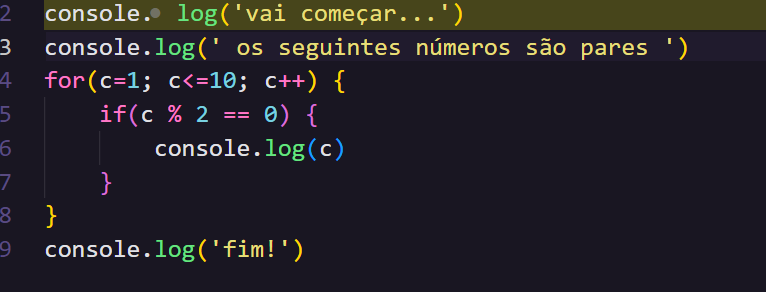 2 console. log('vai começar...')
3 console.log(' os seguintes números são pares ')
4 for(c=1; c<=10; c++) {
5     if(c % 2 == 0) {
6         console.log(c)
7     }
8 }
9 console.log('fim!')